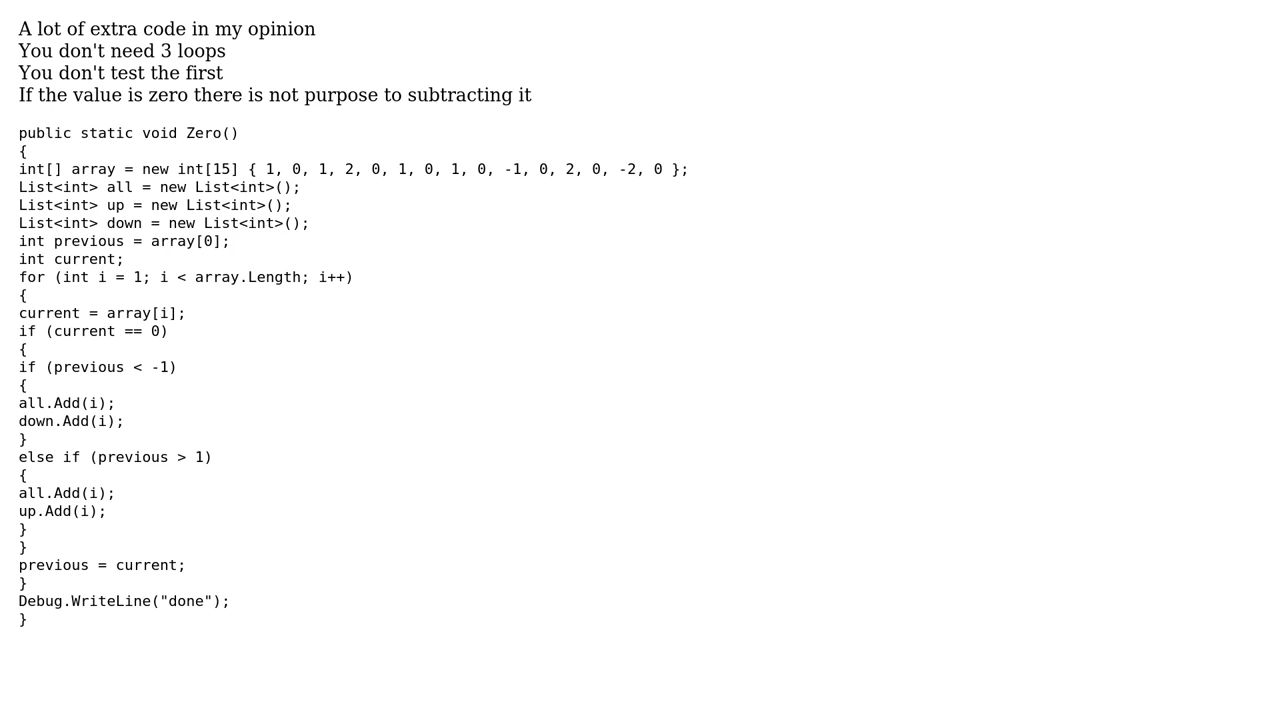 A lot of extra code in my opinion
You don't need 3 loops
You don't test the first
If the value is zero there is not purpose to subtracting it
public static void Zero()
{
int[] array = new int[15] { 1, 0, 1, 2, 0, 1, 0, 1, 0, -1, 0, 2, 0, -2, 0 };
List<int> all = new List<int>();
List<int> up = new List<int>();
List<int> down = new List<int>();
int previous = array[0];
int current;
for (int i = 1; i < array.Length; i++)
{
current = array[i];
if (current == 0)
{
if (previous < -1)
{
all.Add(i);
down.Add(i);
}
else if (previous > 1)
{
all.Add(i);
up.Add(i);
}
}
previous = current;
}
Debug.WriteLine("done");
}